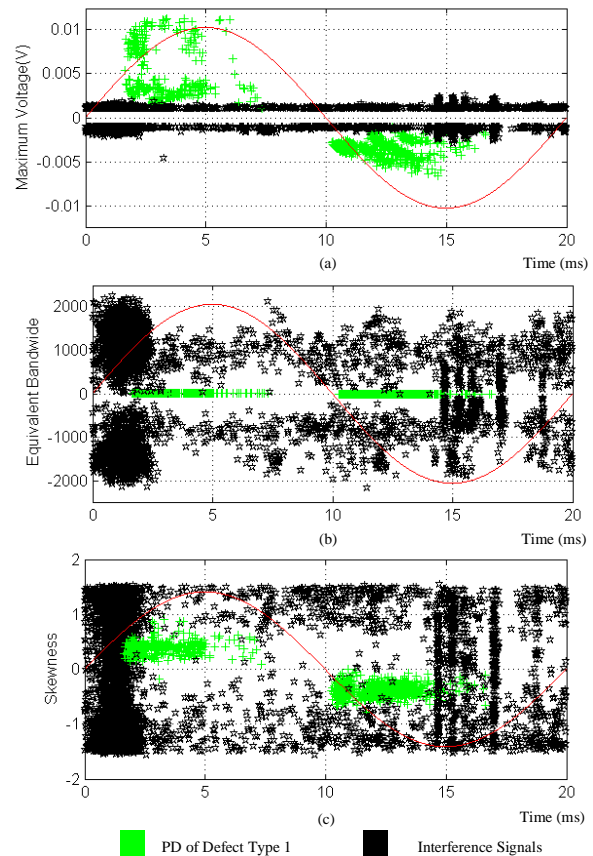 0.01
0.005
0
-0.005
-0.01
Maximum Voltage(V)
0 5 10 15 20
(a) Time (ms)
2000
1000
0
-1000
-2000
Equivalent Bandwide
0 5 10 15 20
(b) Time (ms)
2
1
0
-1
-2
Skewness
0 5 10 15 20
(c) Time (ms)
PD of Defect Type 1 Interference Signals